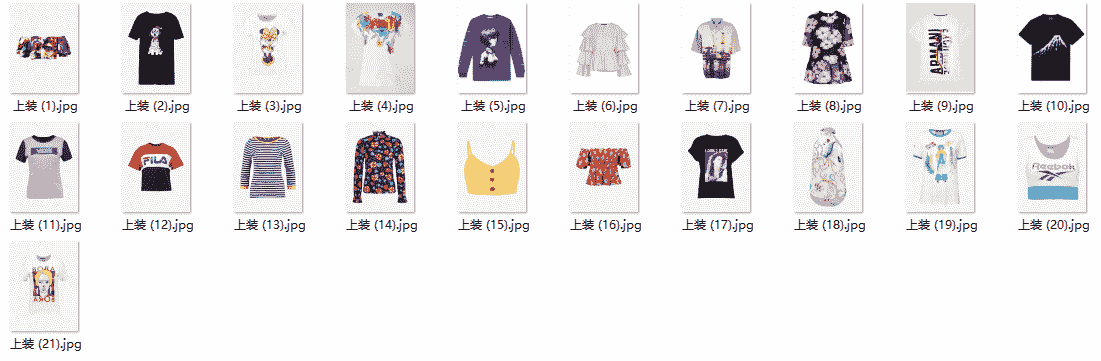 上装 (1).jpg
上装 (2).jpg
上装 (3).jpg
上装 (4).jpg
上装 (5).jpg
上装 (6).jpg
上装 (7).jpg
上装 (8).jpg
ARMANI
上装 (9).jpg
上装 (10).jpg
上装 (11).jpg
FILA
上装 (12).jpg
上装 (13).jpg
上装 (14).jpg
上装 (15).jpg
上装 (16).jpg
上装 (17).jpg
上装 (18).jpg
上装 (19).jpg
Reebok
上装 (20).jpg
上装 (21).jpg